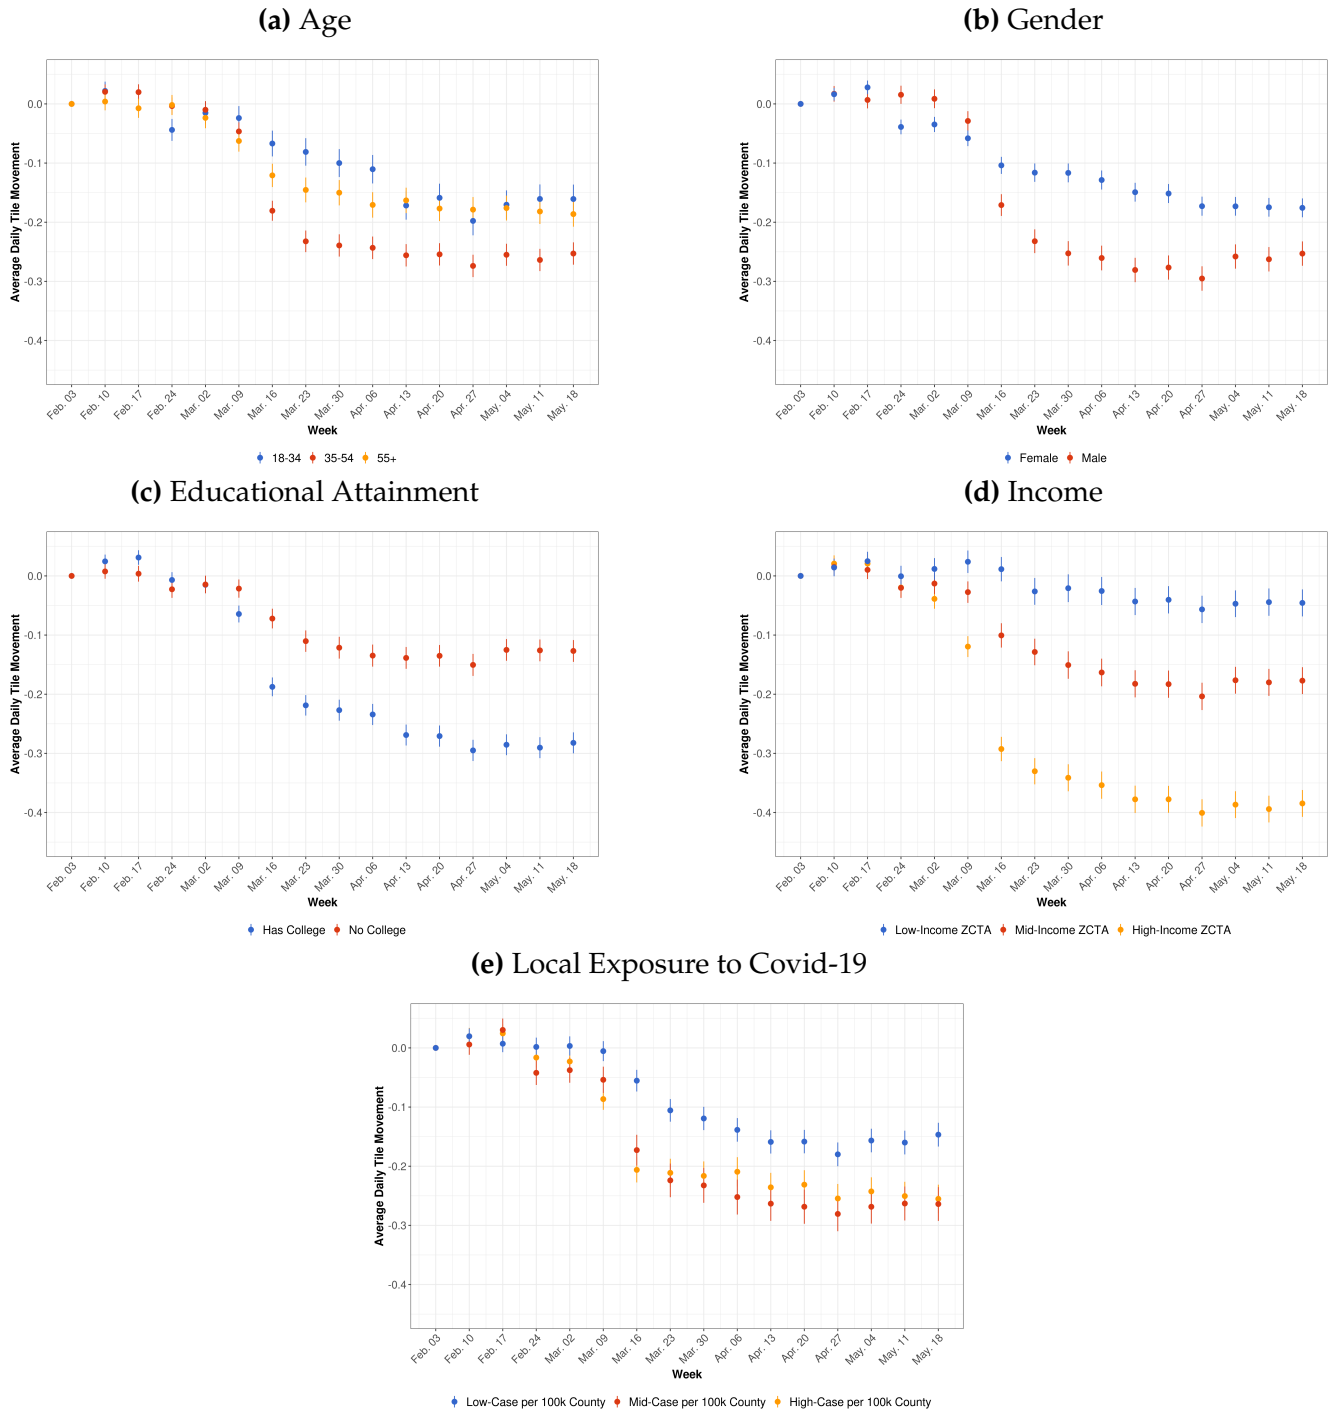 (a) Age
Average Daily Tile Movement
0.0
-0.1
-0.2
-0.3
-0.4
Feb. 03 Feb. 10 Feb. 17 Feb. 24 Mar. 02 Mar. 09 Mar. 16 Mar. 23 Mar. 30 Apr. 06 Apr. 13 Apr. 20 Apr. 27 May. 04 May. 11 May. 18
Week
18-34 35-54 55+
(b) Gender
Average Daily Tile Movement
0.0
-0.1
-0.2
-0.3
-0.4
Feb. 03 Feb. 10 Feb. 17 Feb. 24 Mar. 02 Mar. 09 Mar. 16 Mar. 23 Mar. 30 Apr. 06 Apr. 13 Apr. 20 Apr. 27 May. 04 May. 11 May. 18
Week
Female Male
(c) Educational Attainment
Average Daily Tile Movement
0.0
-0.1
-0.2
-0.3
-0.4
Feb. 03 Feb. 10 Feb. 17 Feb. 24 Mar. 02 Mar. 09 Mar. 16 Mar. 23 Mar. 30 Apr. 06 Apr. 13 Apr. 20 Apr. 27 May. 04 May. 11 May. 18
Week
Has College No College
(d) Income
Average Daily Tile Movement
0.0
-0.1
-0.2
-0.3
-0.4
Feb. 03 Feb. 10 Feb. 17 Feb. 24 Mar. 02 Mar. 09 Mar. 16 Mar. 23 Mar. 30 Apr. 06 Apr. 13 Apr. 20 Apr. 27 May. 04 May. 11 May. 18
Week
Low-Income ZCTA Mid-Income ZCTA High-Income ZCTA
(e) Local Exposure to Covid-19
Average Daily Tile Movement
0.0
-0.1
-0.2
-0.3
-0.4
Feb. 03 Feb. 10 Feb. 17 Feb. 24 Mar. 02 Mar. 09 Mar. 16 Mar. 23 Mar. 30 Apr. 06 Apr. 13 Apr. 20 Apr. 27 May. 04 May. 11 May. 18
Week
Low-Case per 100k County Mid-Case per 100k County High-Case per 100k County